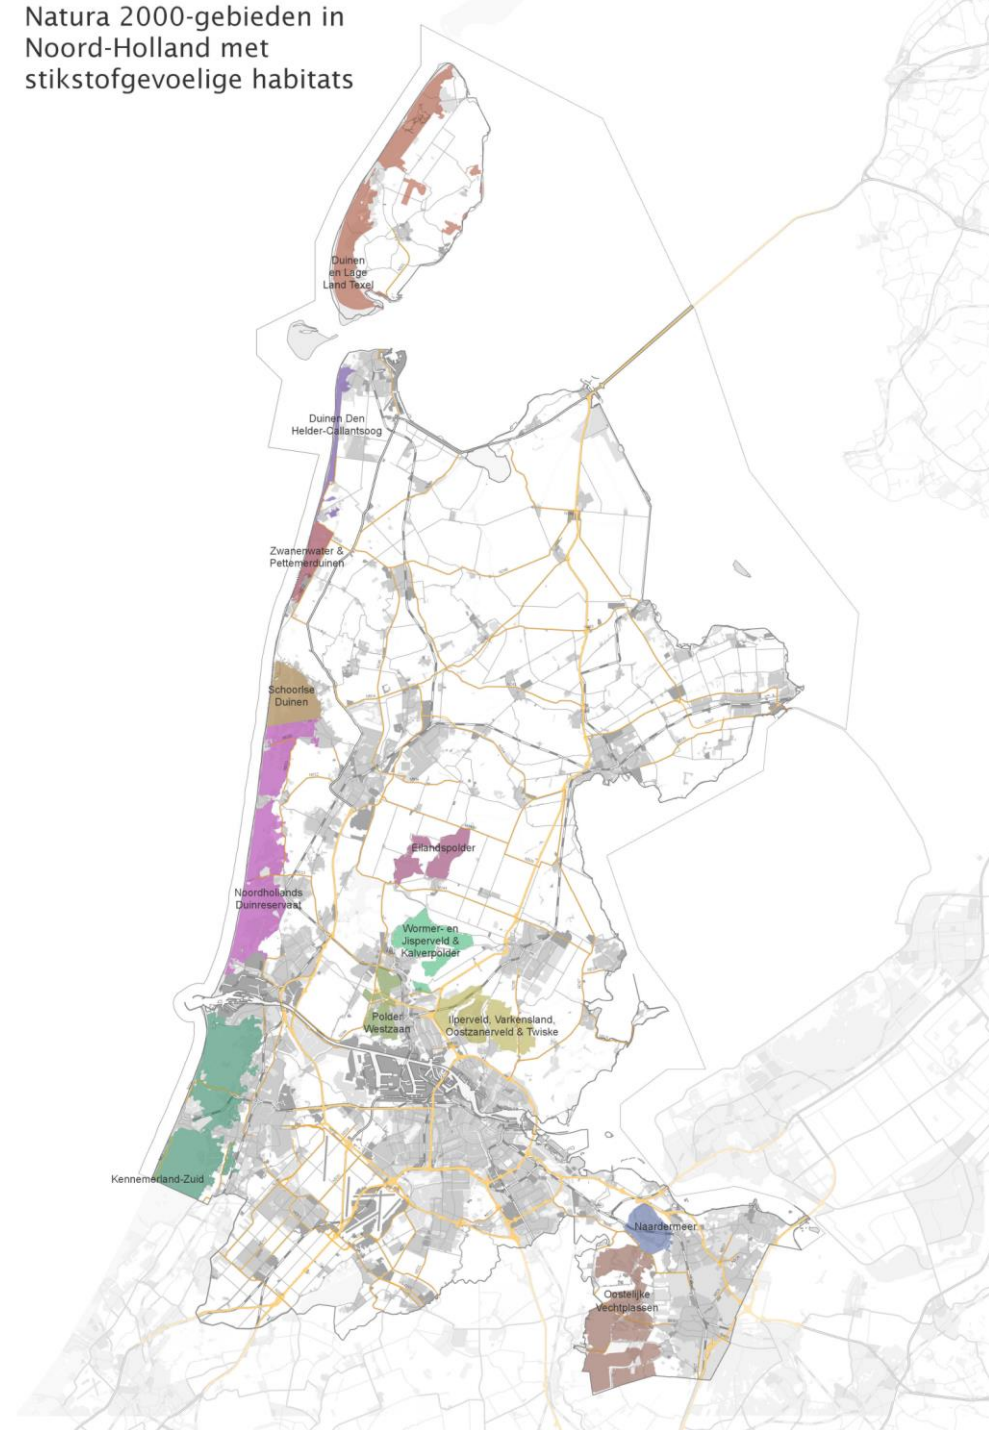 Natura 2000-gebieden in
Noord-Holland met
stikstofgevoelige habitats
Duinen
en Lage
Land Texel
Duinen Den
Helder-Callantsoog
Zwanenwater &
Pettemerduinen
Schoorlse
Duinen
Eilandspolder
Noordhollands
Duinreservaat
Wormer- en
Jisperveld &
Kalverpolder
Polder
Westzaan
Ilperveld, Varkensland,
Oostzanerveld & Twiske
Kennemerland-Zuid
Naardermeer
Oostelijke
Vechtplassen